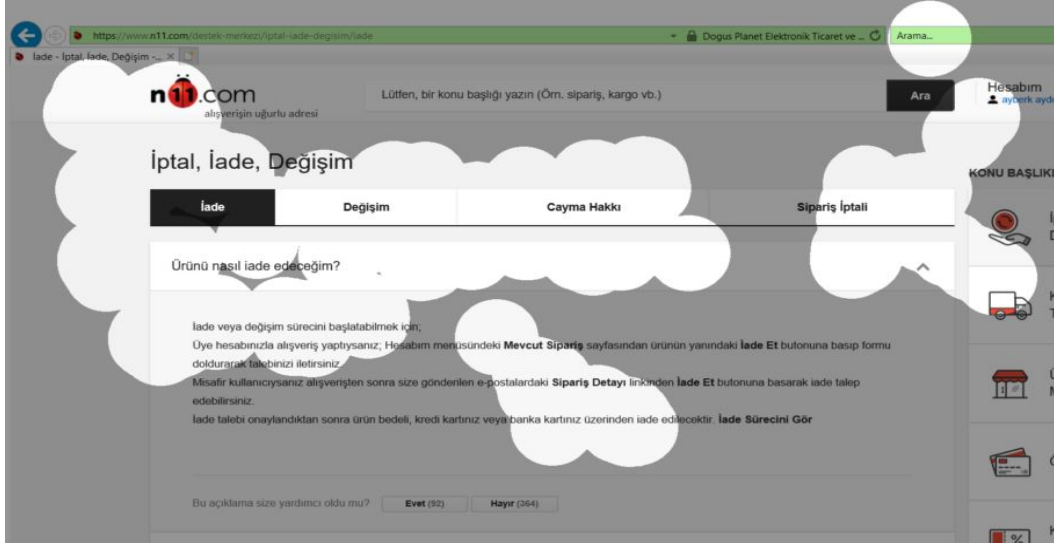 https://www.n11.com/destek-merkezi/iptal-iade-degisim/iade
Dogus Planet Elektronik Ticaret ve ...
Arama...
Iade - İptal, İade, Değişim -...
n11.com
alışverişin uğurlu adresi
Lütfen, bir konu başlığı yazın (Örn. sipariş, kargo vb.)
Ara
Hesabım
ayberk ayd
İptal, İade, Değişim
KONU BAŞLIKL
İade
Değişim
Cayma Hakkı
Sipariş İptali
Ürünü nasıl iade edeceğim?
İade veya değişim sürecini başlatabilmek için;
Üye hesabınızla alışveriş yaptıysanız; Hesabım menüsündeki Mevcut Sipariş sayfasından ürünün yanındaki İade Et butonuna basıp formu
doldurarak talebinizi iletirsiniz.
Misafir kullanıcıysanız alışverişten sonra size gönderilen e-postalardaki Sipariş Detayı linkinden İade Et butonuna basarak iade talep
edebilirsiniz.
İade talebi onaylandıktan sonra ürün bedeli, kredi kartınız veya banka kartınız üzerinden iade edilecektir. İade Sürecini Gör
Bu açıklama size yardımcı oldu mu?
Evet (92)
Hayır (364)